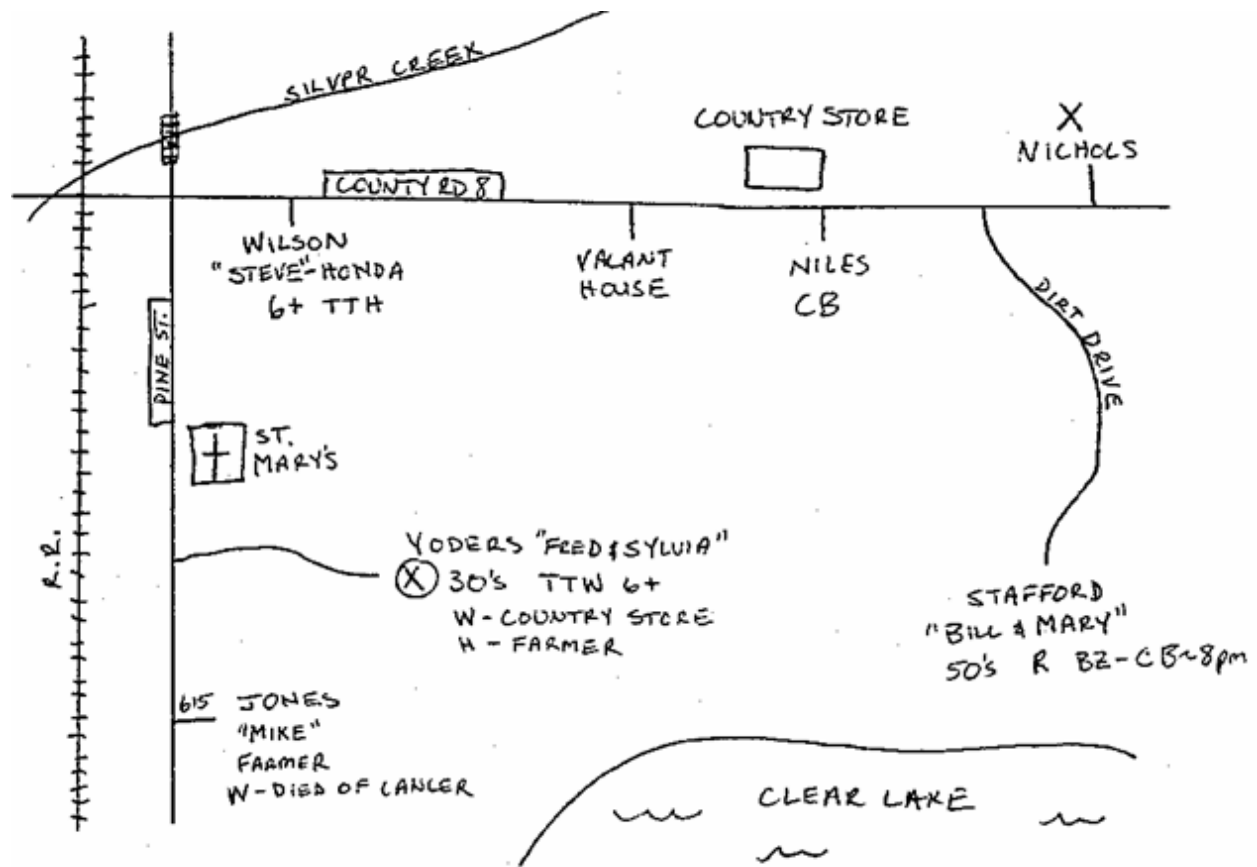 SILVER CREEK
COUNTRY STORE
X
NICHOLS
COUNTY RD 8
WILSON
"STEVE"-HONDA
6+ TTH
VACANT
HOUSE
NILES
CB
DIRT DRIVE
PINE ST.
ST.
MARY'S
R.R.
YODERS "FRED & SYLVIA"
X 30's TTW 6+
W-COUNTRY STORE
H-FARMER
STAFFORD
"BILL & MARY"
50's R BZ-CB~8pm
615 JONES
"MIKE"
FARMER
W-DIED OF CANCER
CLEAR LAKE